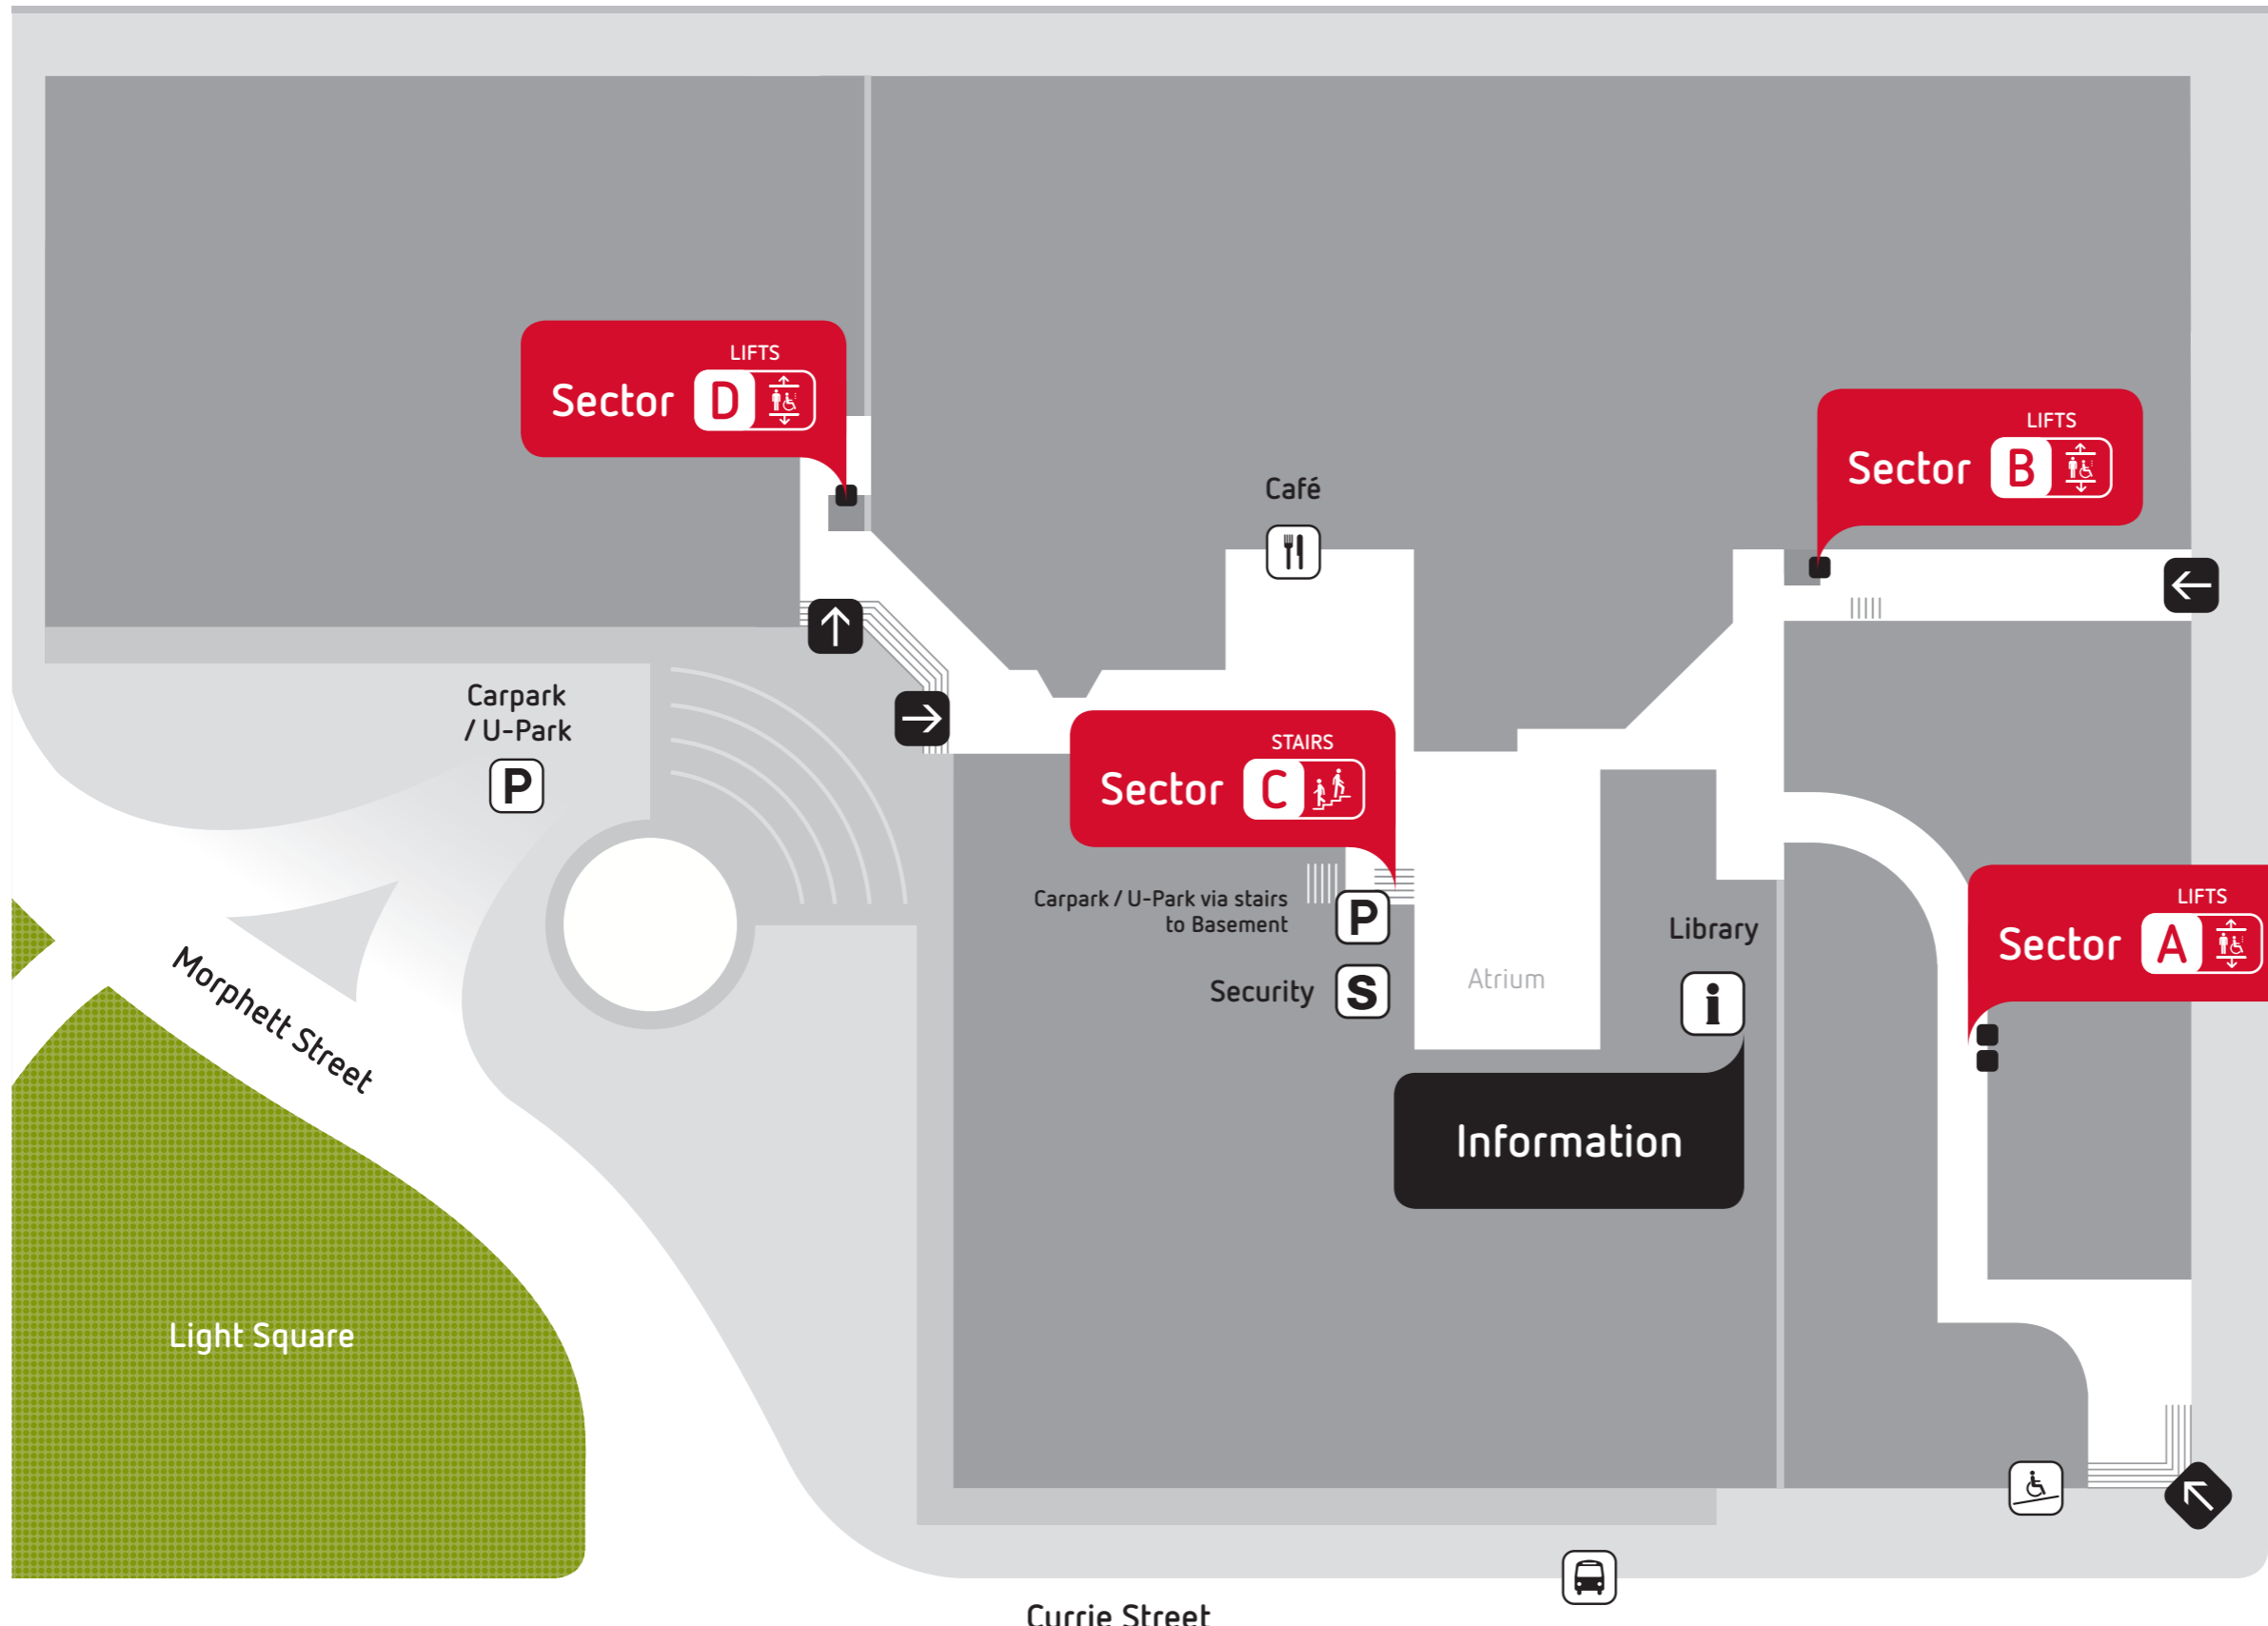 LIFTS
Sector D
LIFTS
Sector B
Café
Carpark
/ U-Park
P
STAIRS
Sector C
Carpark / U-Park via stairs
to Basement
P
Security S
Atrium
Library
i
Information
LIFTS
Sector A
Morphett Street
Light Square
Currie Street